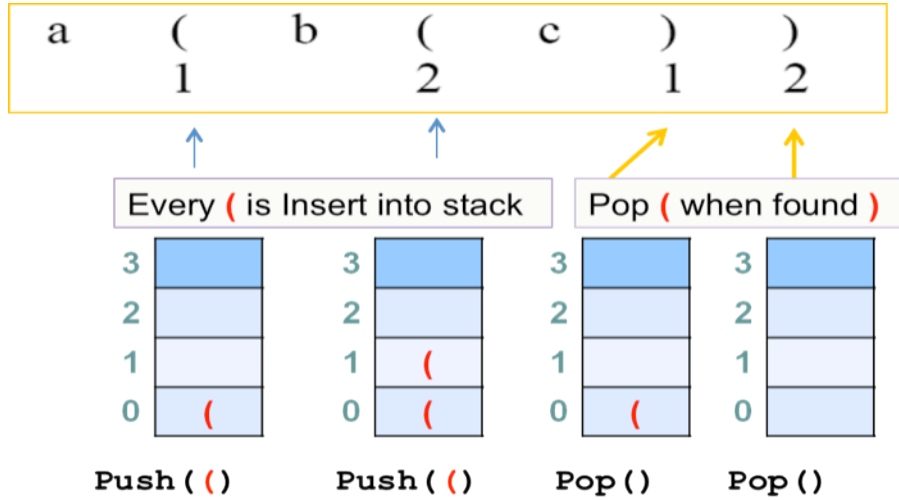 a ( b ( c ) )
1 2 1 2
Every ( is Insert into stack
Pop ( when found )
3 3 3 3
2 2 2 2
1 1 ( 1 1
0 ( 0 ( 0 ( 0
Push(() Push(() Pop() Pop()